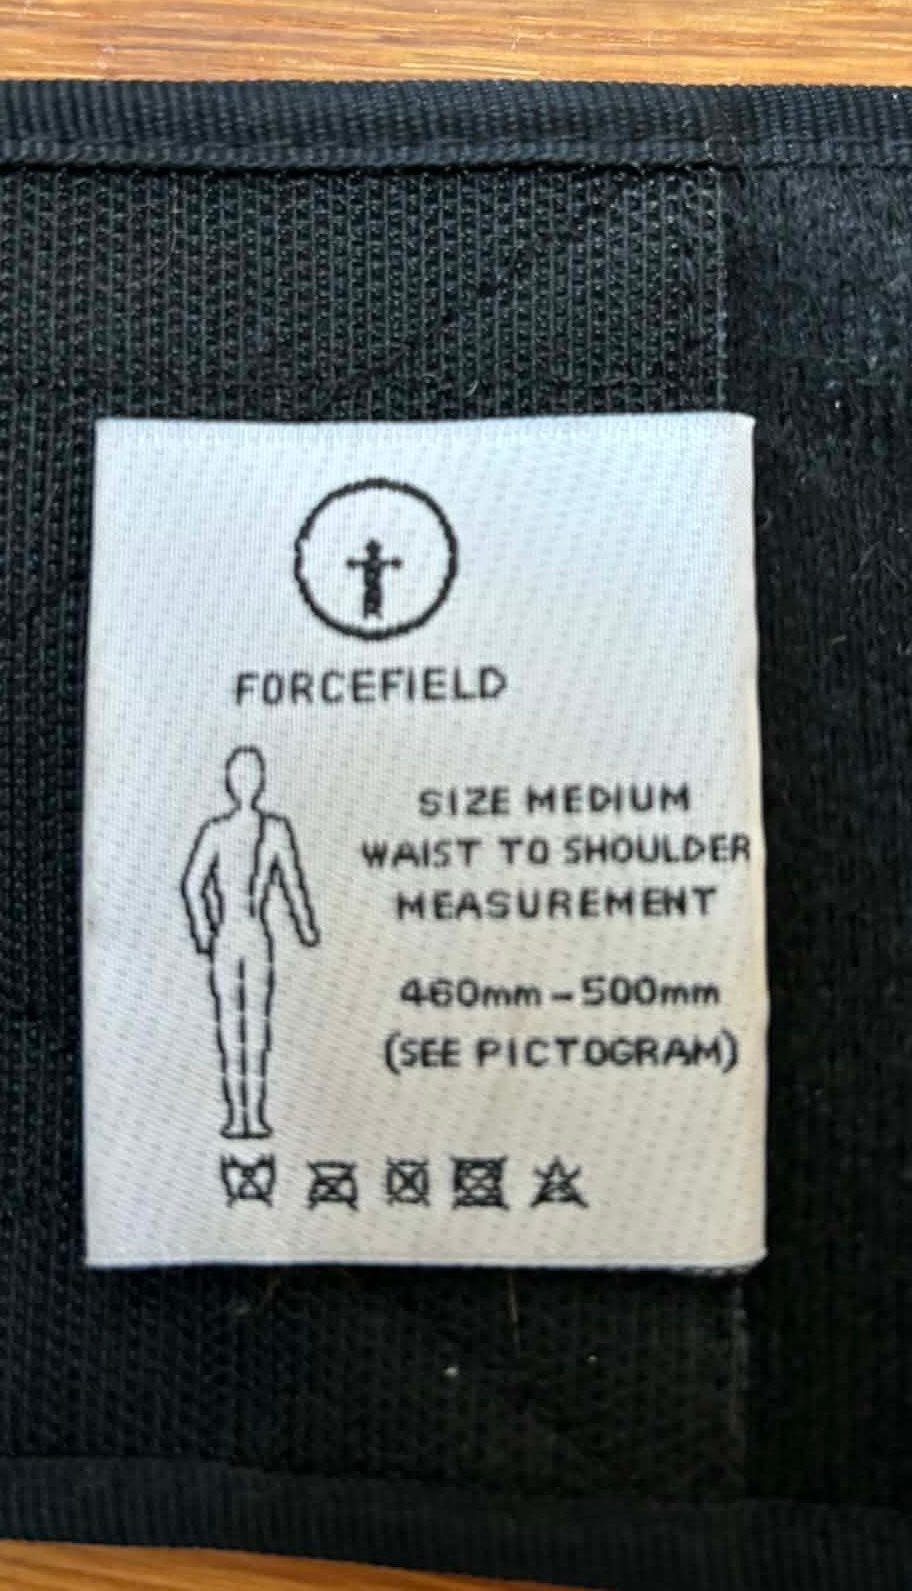 FORCEFIELD
SIZE MEDIUM
WAIST TO SHOULDER
MEASUREMENT
460mm-500mm
(SEE PICTOGRAM)